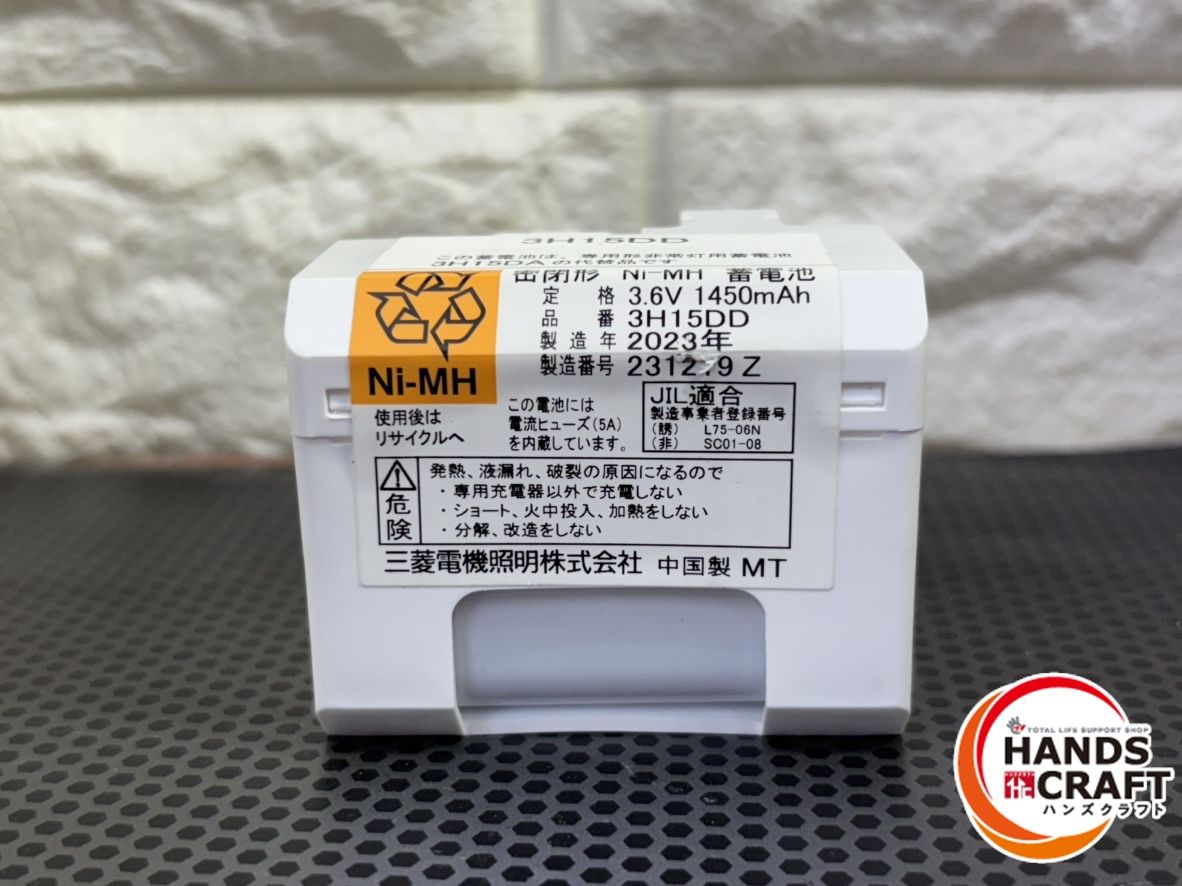 3H15DD
この蓄電池は、専用形非常灯用蓄電池
3H15DAの代替品です
密閉形 Ni-MH 蓄電池
定 格 3.6V 1450mAh
品 番 3H15DD
製造年 2023年
製造番号
Ni-MH
使用後は
リサイクルへ
この電池には
電流ヒューズ(5A)
を内蔵しています。
JIL適合
製造事業者登録番号
(誘) L75-06N
(非) SC01-08
危険
発熱、液漏れ、破裂の原因になるので
・専用充電器以外で充電しない
・ショート、火中投入、加熱をしない
・分解、改造をしない
三菱電機照明株式会社 中国製 MT
TOTAL LIFE SUPPORT SHOP
HANDS
CRAFT
ハンズクラフト